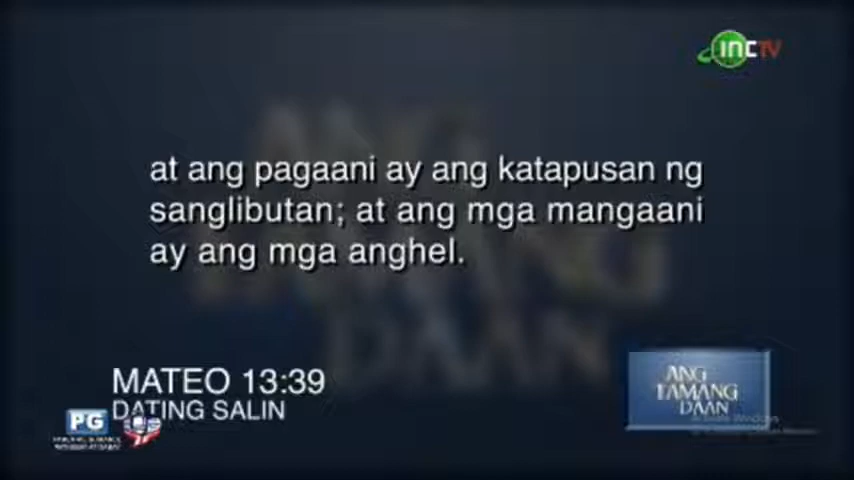 INCTV
at ang pagaani ay ang katapusan ng
sanglibutan; at ang mga mangaani
ay ang mga anghel.
MATEO 13:39
DATING SALIN
PG
ANG
TAMANG
DAAN